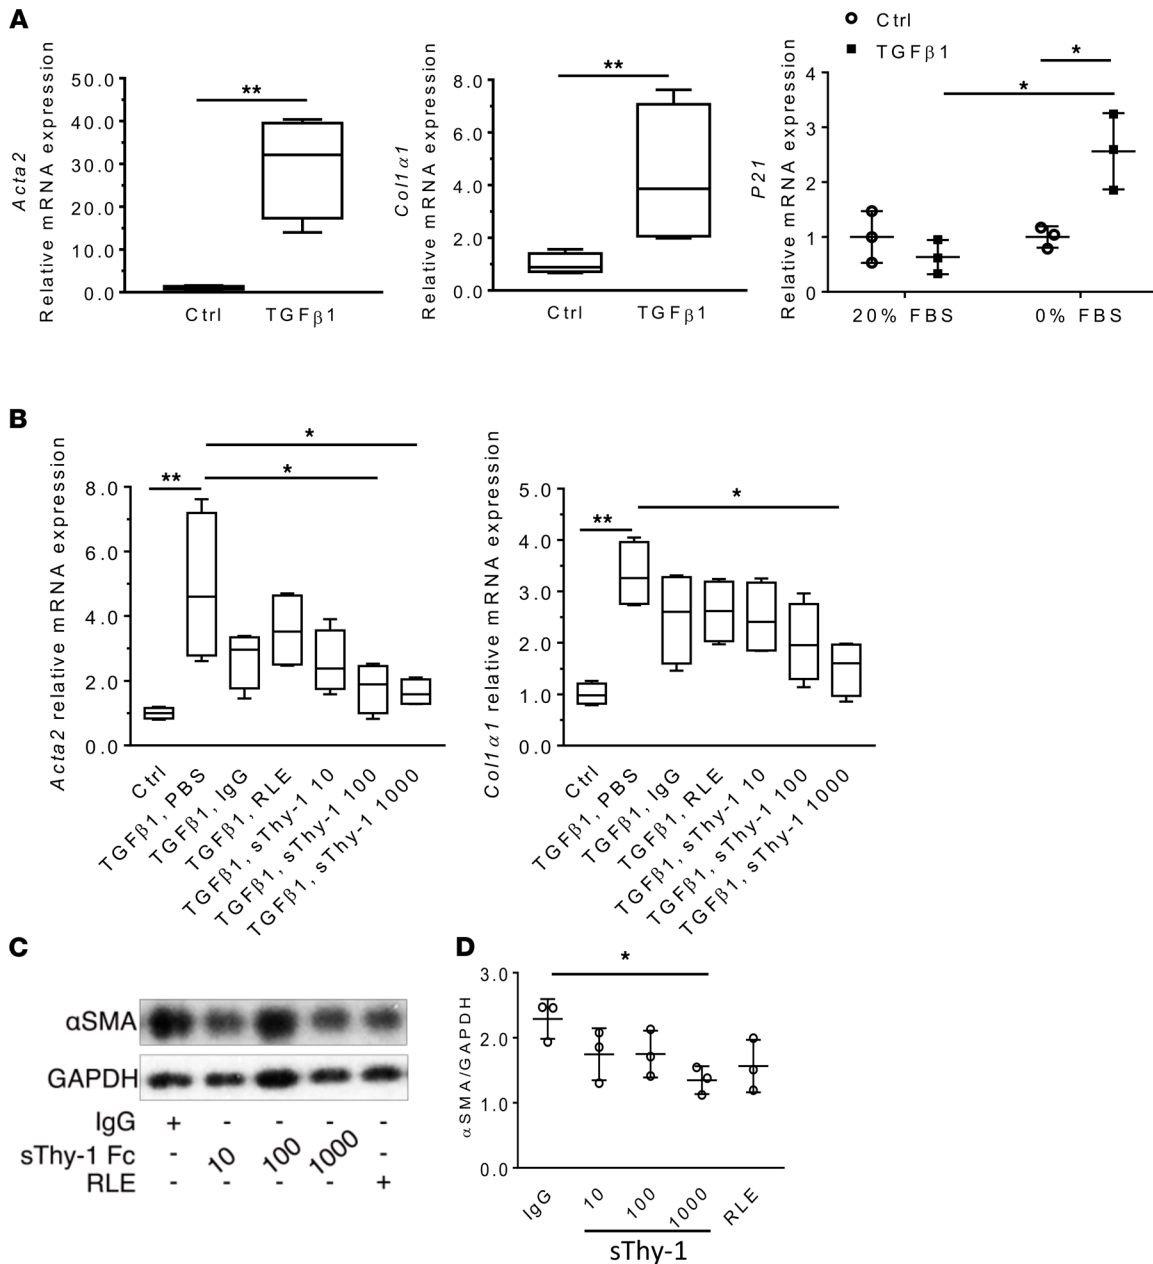 A
Acta2
Relative mRNA expression
50.0
40.0
30.0
20.0
10.0
0.0
**
Ctrl
TGFβ1
Col1α1
Relative mRNA expression
8.0
6.0
4.0
2.0
0.0
**
Ctrl
TGFβ1
Ctrl
TGFβ1
P21
Relative mRNA expression
4
3
2
1
0
*
*
20% FBS
0% FBS
B
Acta2 relative mRNA expression
8.0
6.0
4.0
2.0
0.0
**
*
*
Ctrl
TGFβ1, PBS
TGFβ1, IgG
TGFβ1, RLE
TGFβ1, sThy-1 10
TGFβ1, sThy-1 100
TGFβ1, sThy-1 1000
Col1α1 relative mRNA expression
5.0
4.0
3.0
2.0
1.0
0.0
**
*
Ctrl
TGFβ1, PBS
TGFβ1, IgG
TGFβ1, RLE
TGFβ1, sThy-1 10
TGFβ1, sThy-1 100
TGFβ1, sThy-1 1000
C
αSMA
GAPDH
IgG + - - - -
sThy-1 Fc - 10 100 1000 -
RLE - - - - +
D
αSMA/GAPDH
3.0
2.0
1.0
0.0
*
IgG
10
100
1000
RLE
sThy-1